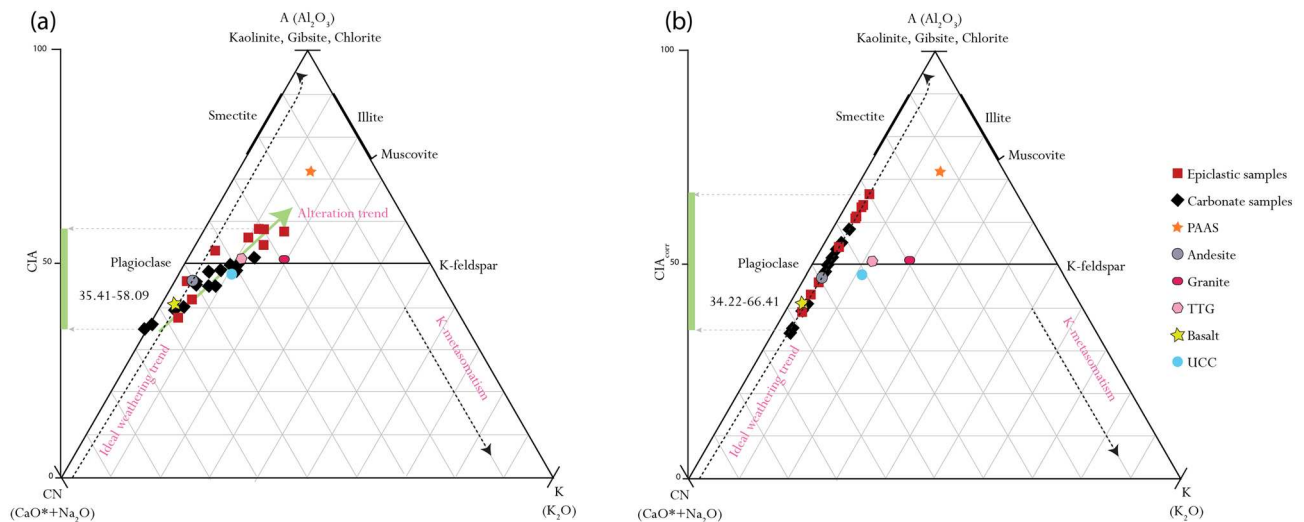 (a)
A (Al₂O₃)
Kaolinite, Gibsite, Chlorite
100
Smectite
Illite
Muscovite
Alteration trend
CIA
50
Plagioclase
K-feldspar
35.41-58.09
Ideal weathering trend
K-metasomatism
0
CN
(CaO*+Na₂O)
K
(K₂O)
(b)
A (Al₂O₃)
Kaolinite, Gibsite, Chlorite
100
Smectite
Illite
Muscovite
CIAcorr
50
Plagioclase
K-feldspar
34.22-66.41
Ideal weathering trend
K-metasomatism
0
CN
(CaO*+Na₂O)
K
(K₂O)
Epiclastic samples
Carbonate samples
PAAS
Andesite
Granite
TTG
Basalt
UCC